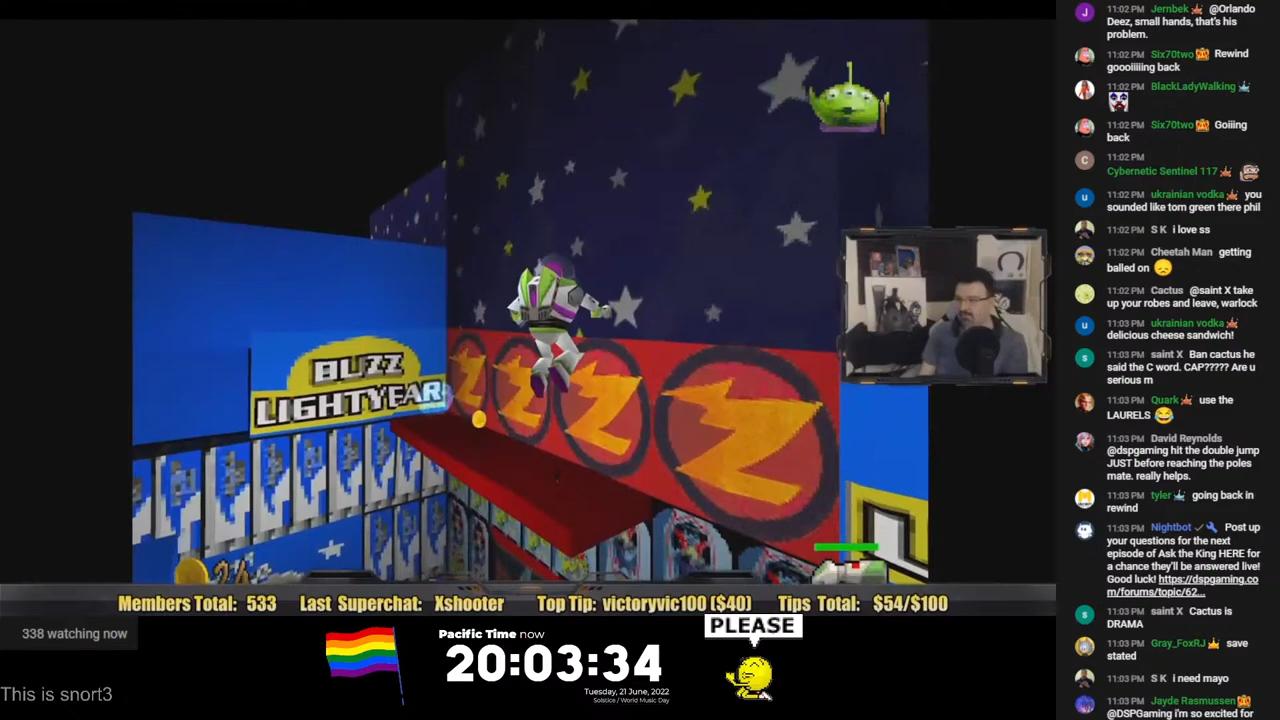 BUZZ
LIGHTYEAR
Z Z Z Z
Members Total: 533 Last Superchat: Xshooter Top Tip: victoryvic100 ($40) Tips Total: $54/$100
338 watching now
This is snort3
Pacific Time now
20:03:34
Tuesday, 21 June, 2022
Solstice / World Music Day
PLEASE
11:02 PM Jernbek @Orlando
Deez, small hands, that's his
problem.
11:02 PM Six70two Rewind
goooiiiiing back
11:02 PM BlackLadyWalking
11:02 PM Six70two Goiiing
back
11:02 PM
Cybernetic Sentinel 117
11:02 PM ukrainian vodka you
sounded like tom green there phil
11:02 PM S K i love ss
11:02 PM Cheetah Man getting
balled on
11:02 PM Cactus @saint X take
up your robes and leave, warlock
11:03 PM ukrainian vodka
delicious cheese sandwich!
11:03 PM saint X Ban cactus he
said the C word. CAP????? Are u
serious m
11:03 PM Quark use the
LAURELS
11:03 PM David Reynolds
@dspgaming hit the double jump
JUST before reaching the poles
mate. really helps.
11:03 PM tyler going back in
rewind
11:03 PM Nightbot Post up
your questions for the next
episode of Ask the King HERE for
a chance they'll be answered live!
Good luck! https://dspgaming.co
m/forums/topic/62...
11:03 PM saint X Cactus is
DRAMA
11:03 PM Gray_FoxRJ save
stated
11:03 PM S K i need mayo
11:03 PM Jayde Rasmussen
@DSPGaming i'm so excited for